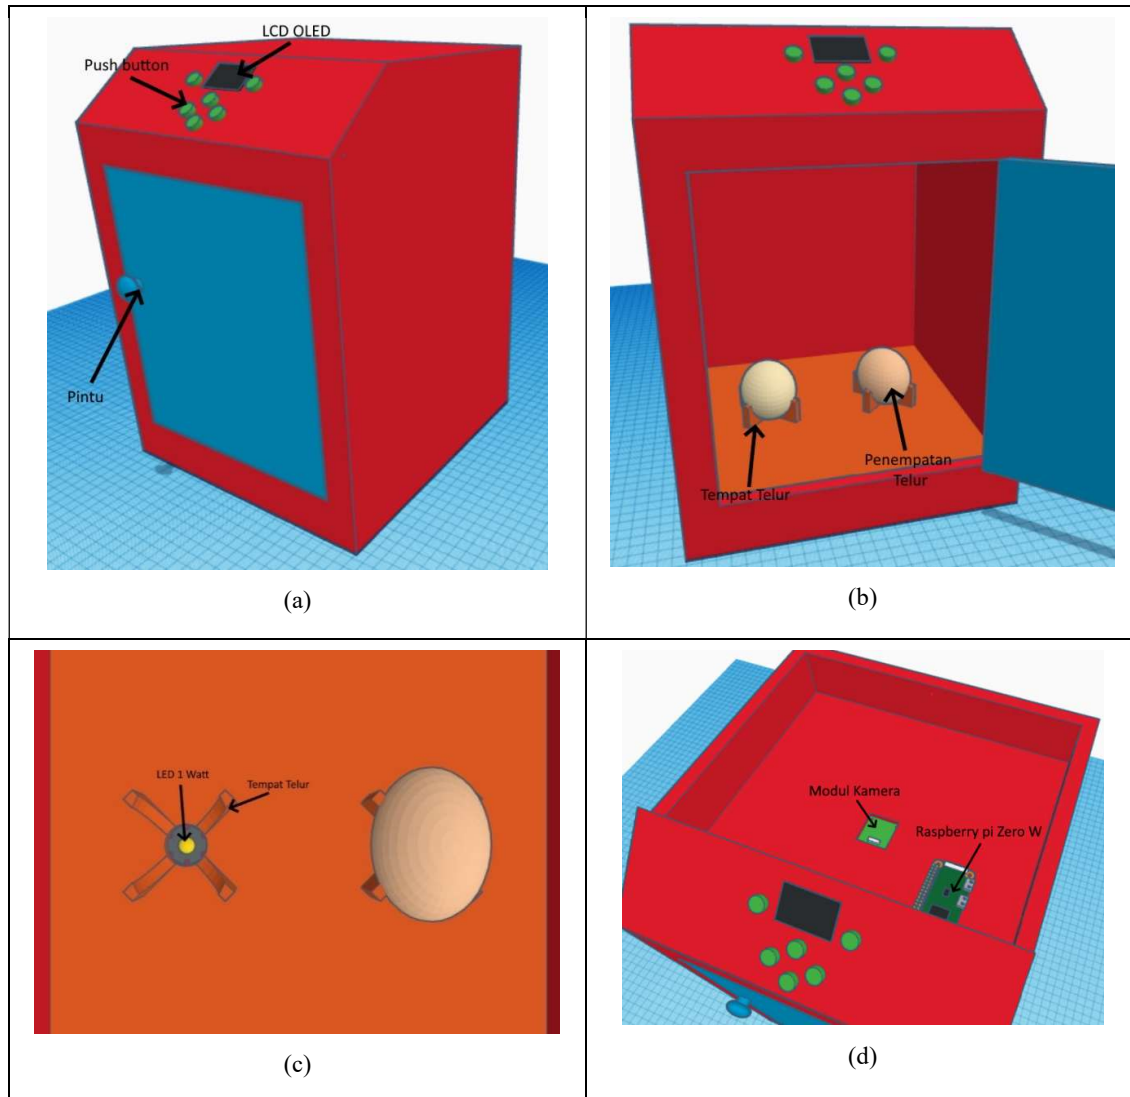 LCD OLED
Push button
Pintu
(a)
Penempatan
Telur
Tempat Telur
(b)
LED 1 Watt
Tempat Telur
(c)
Modul Kamera
Raspberry pi Zero W
(d)